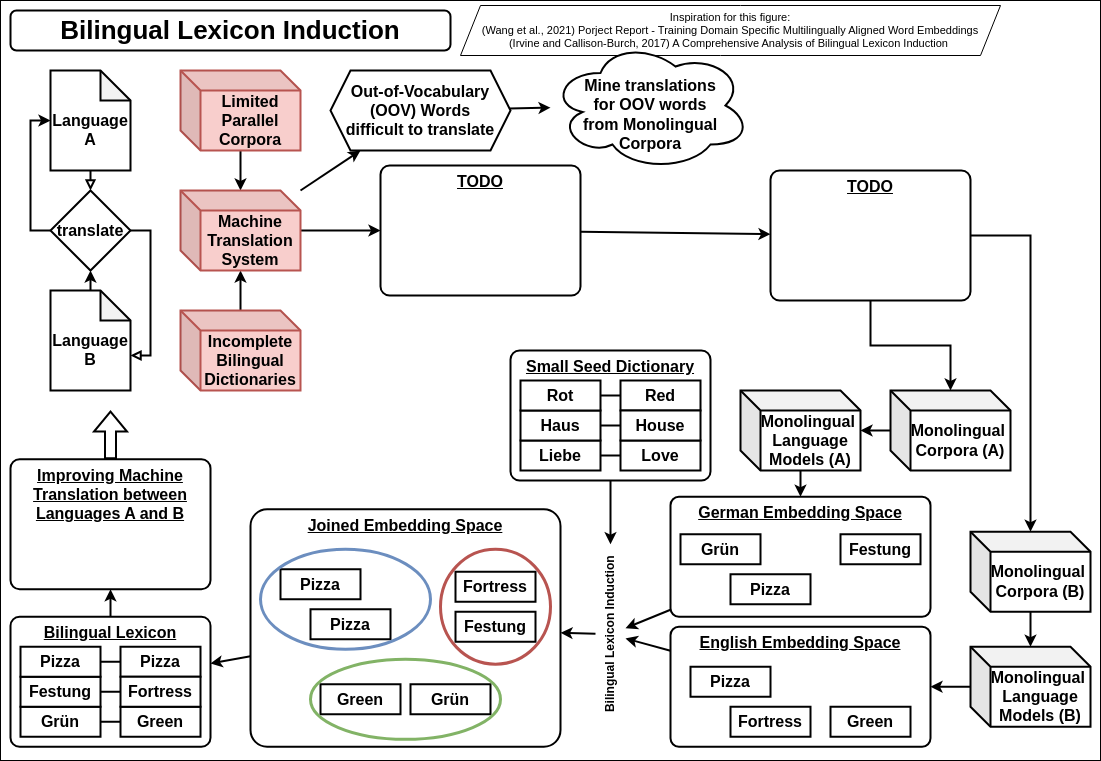 Bilingual Lexicon Induction
Inspiration for this figure:
(Wang et al., 2021) Porject Report - Training Domain Specific Multilingually Aligned Word Embeddings
(Irvine and Callison-Burch, 2017) A Comprehensive Analysis of Bilingual Lexicon Induction
Language
A
translate
Language
B
Limited
Parallel
Corpora
Machine
Translation
System
Incomplete
Bilingual
Dictionaries
Out-of-Vocabulary
(OOV) Words
difficult to translate
Mine translations
for OOV words
from Monolingual
Corpora
TODO
TODO
Small Seed Dictionary
Rot Red
Haus House
Liebe Love
Monolingual
Language
Models (A)
Monolingual
Corpora (A)
German Embedding Space
Grün Festung
Pizza
Monolingual
Corpora (B)
English Embedding Space
Pizza
Fortress Green
Monolingual
Language
Models (B)
Bilingual Lexicon Induction
Joined Embedding Space
Pizza
Pizza
Fortress
Festung
Green Grün
Improving Machine
Translation between
Languages A and B
Bilingual Lexicon
Pizza Pizza
Festung Fortress
Grün Green